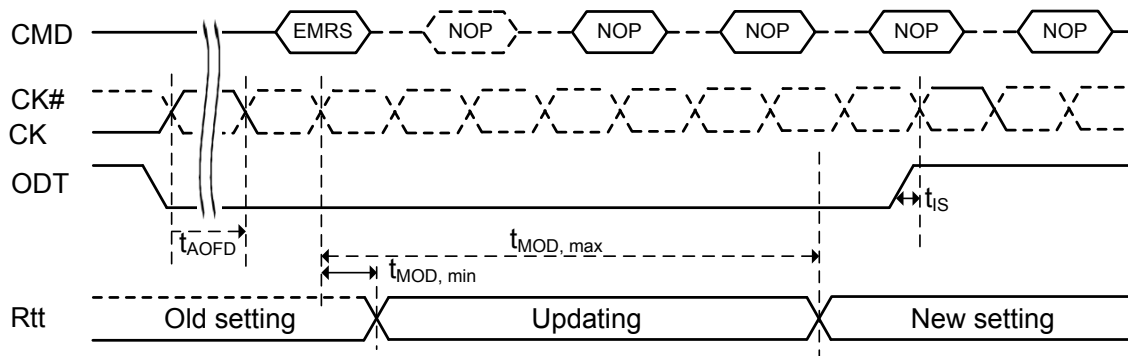 CMD EMRS NOP NOP NOP NOP NOP
CK#
CK
ODT
tIS
tAOFD
tMOD, max
tMOD, min
Rtt Old setting Updating New setting